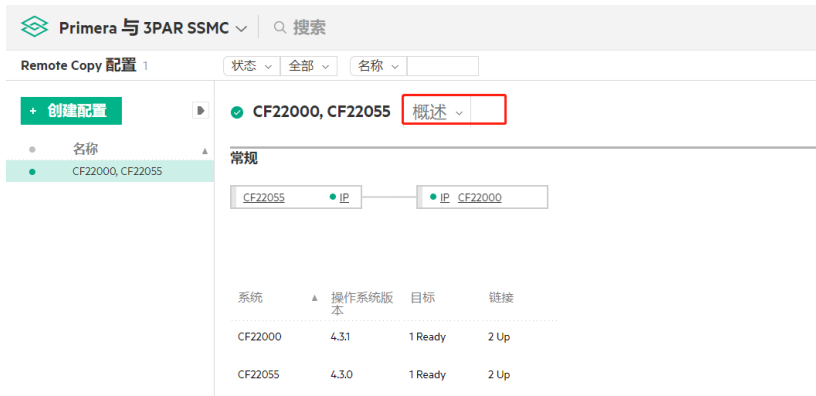 Primera 与 3PAR SSMC 搜索
Remote Copy 配置 1 状态 全部 名称
+ 创建配置 CF22000, CF22055 概述
名称
CF22000, CF22055
常规
CF22055 IP IP CF22000
系统 操作系统版本 目标 链接
CF22000 4.3.1 1 Ready 2 Up
CF22055 4.3.0 1 Ready 2 Up